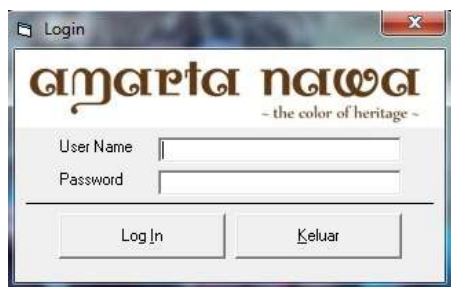 Login
amarta nawa
~ the color of heritage ~
User Name
Password
Log In
Keluar